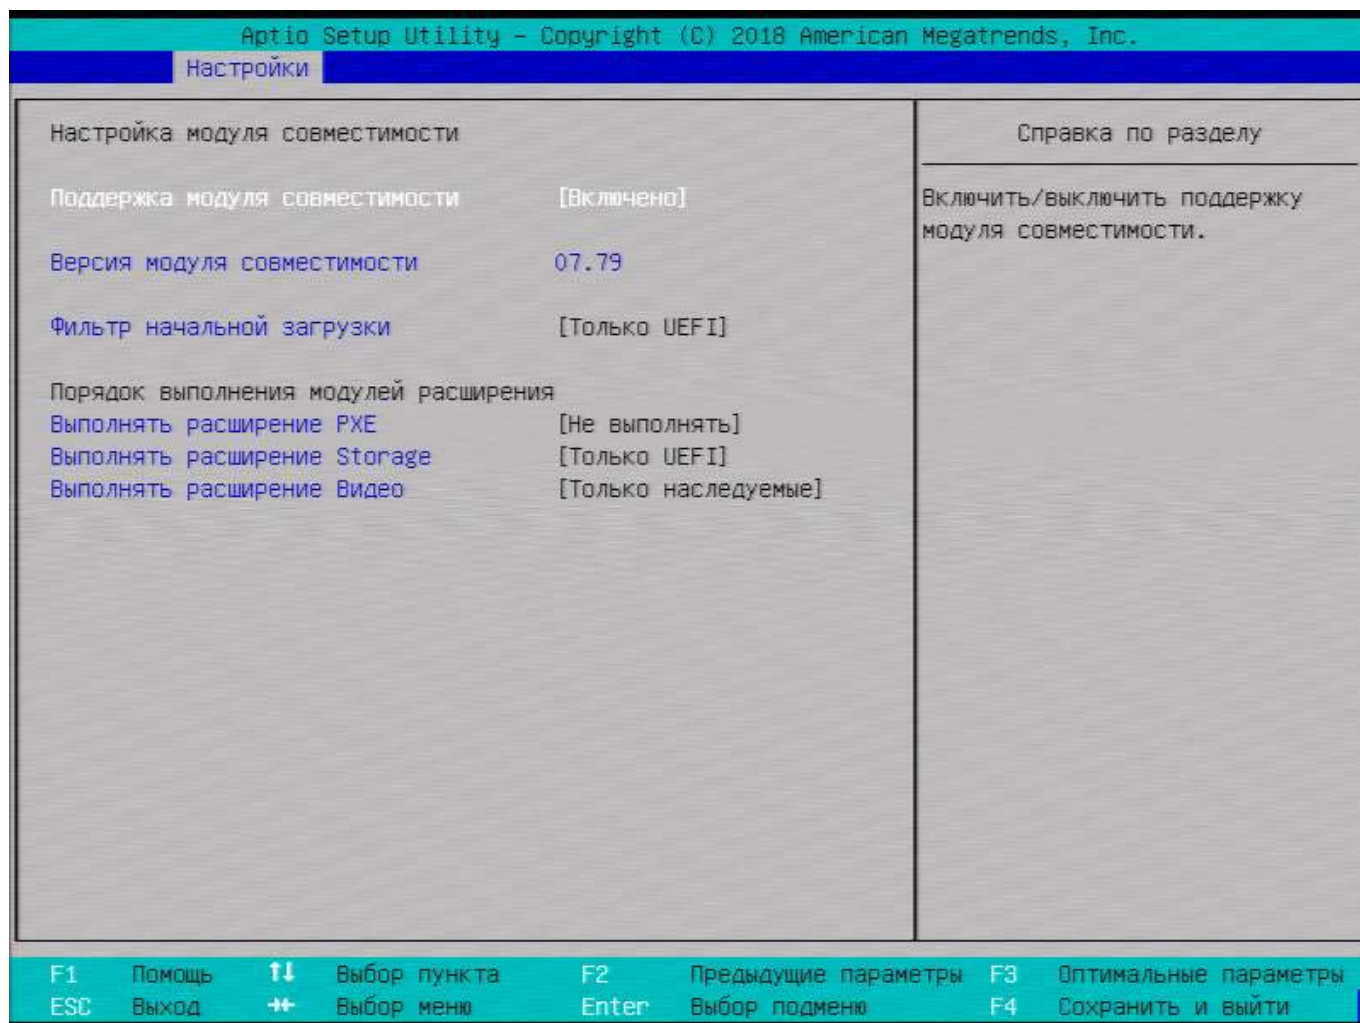 Aptio Setup Utility – Copyright (C) 2018 American Megatrends, Inc.
Настройки
Настройка модуля совместимости
Справка по разделу
Поддержка модуля совместимости [Включено]
Включить/выключить поддержку
модуля совместимости.
Версия модуля совместимости 07.79
Фильтр начальной загрузки [Только UEFI]
Порядок выполнения модулей расширения
Выполнять расширение PXE [Не выполнять]
Выполнять расширение Storage [Только UEFI]
Выполнять расширение Видео [Только наследуемые]
F1 Помощь ↑↓ Выбор пункта F2 Предыдущие параметры F3 Оптимальные параметры
ESC Выход →← Выбор меню Enter Выбор подменю F4 Сохранить и выйти